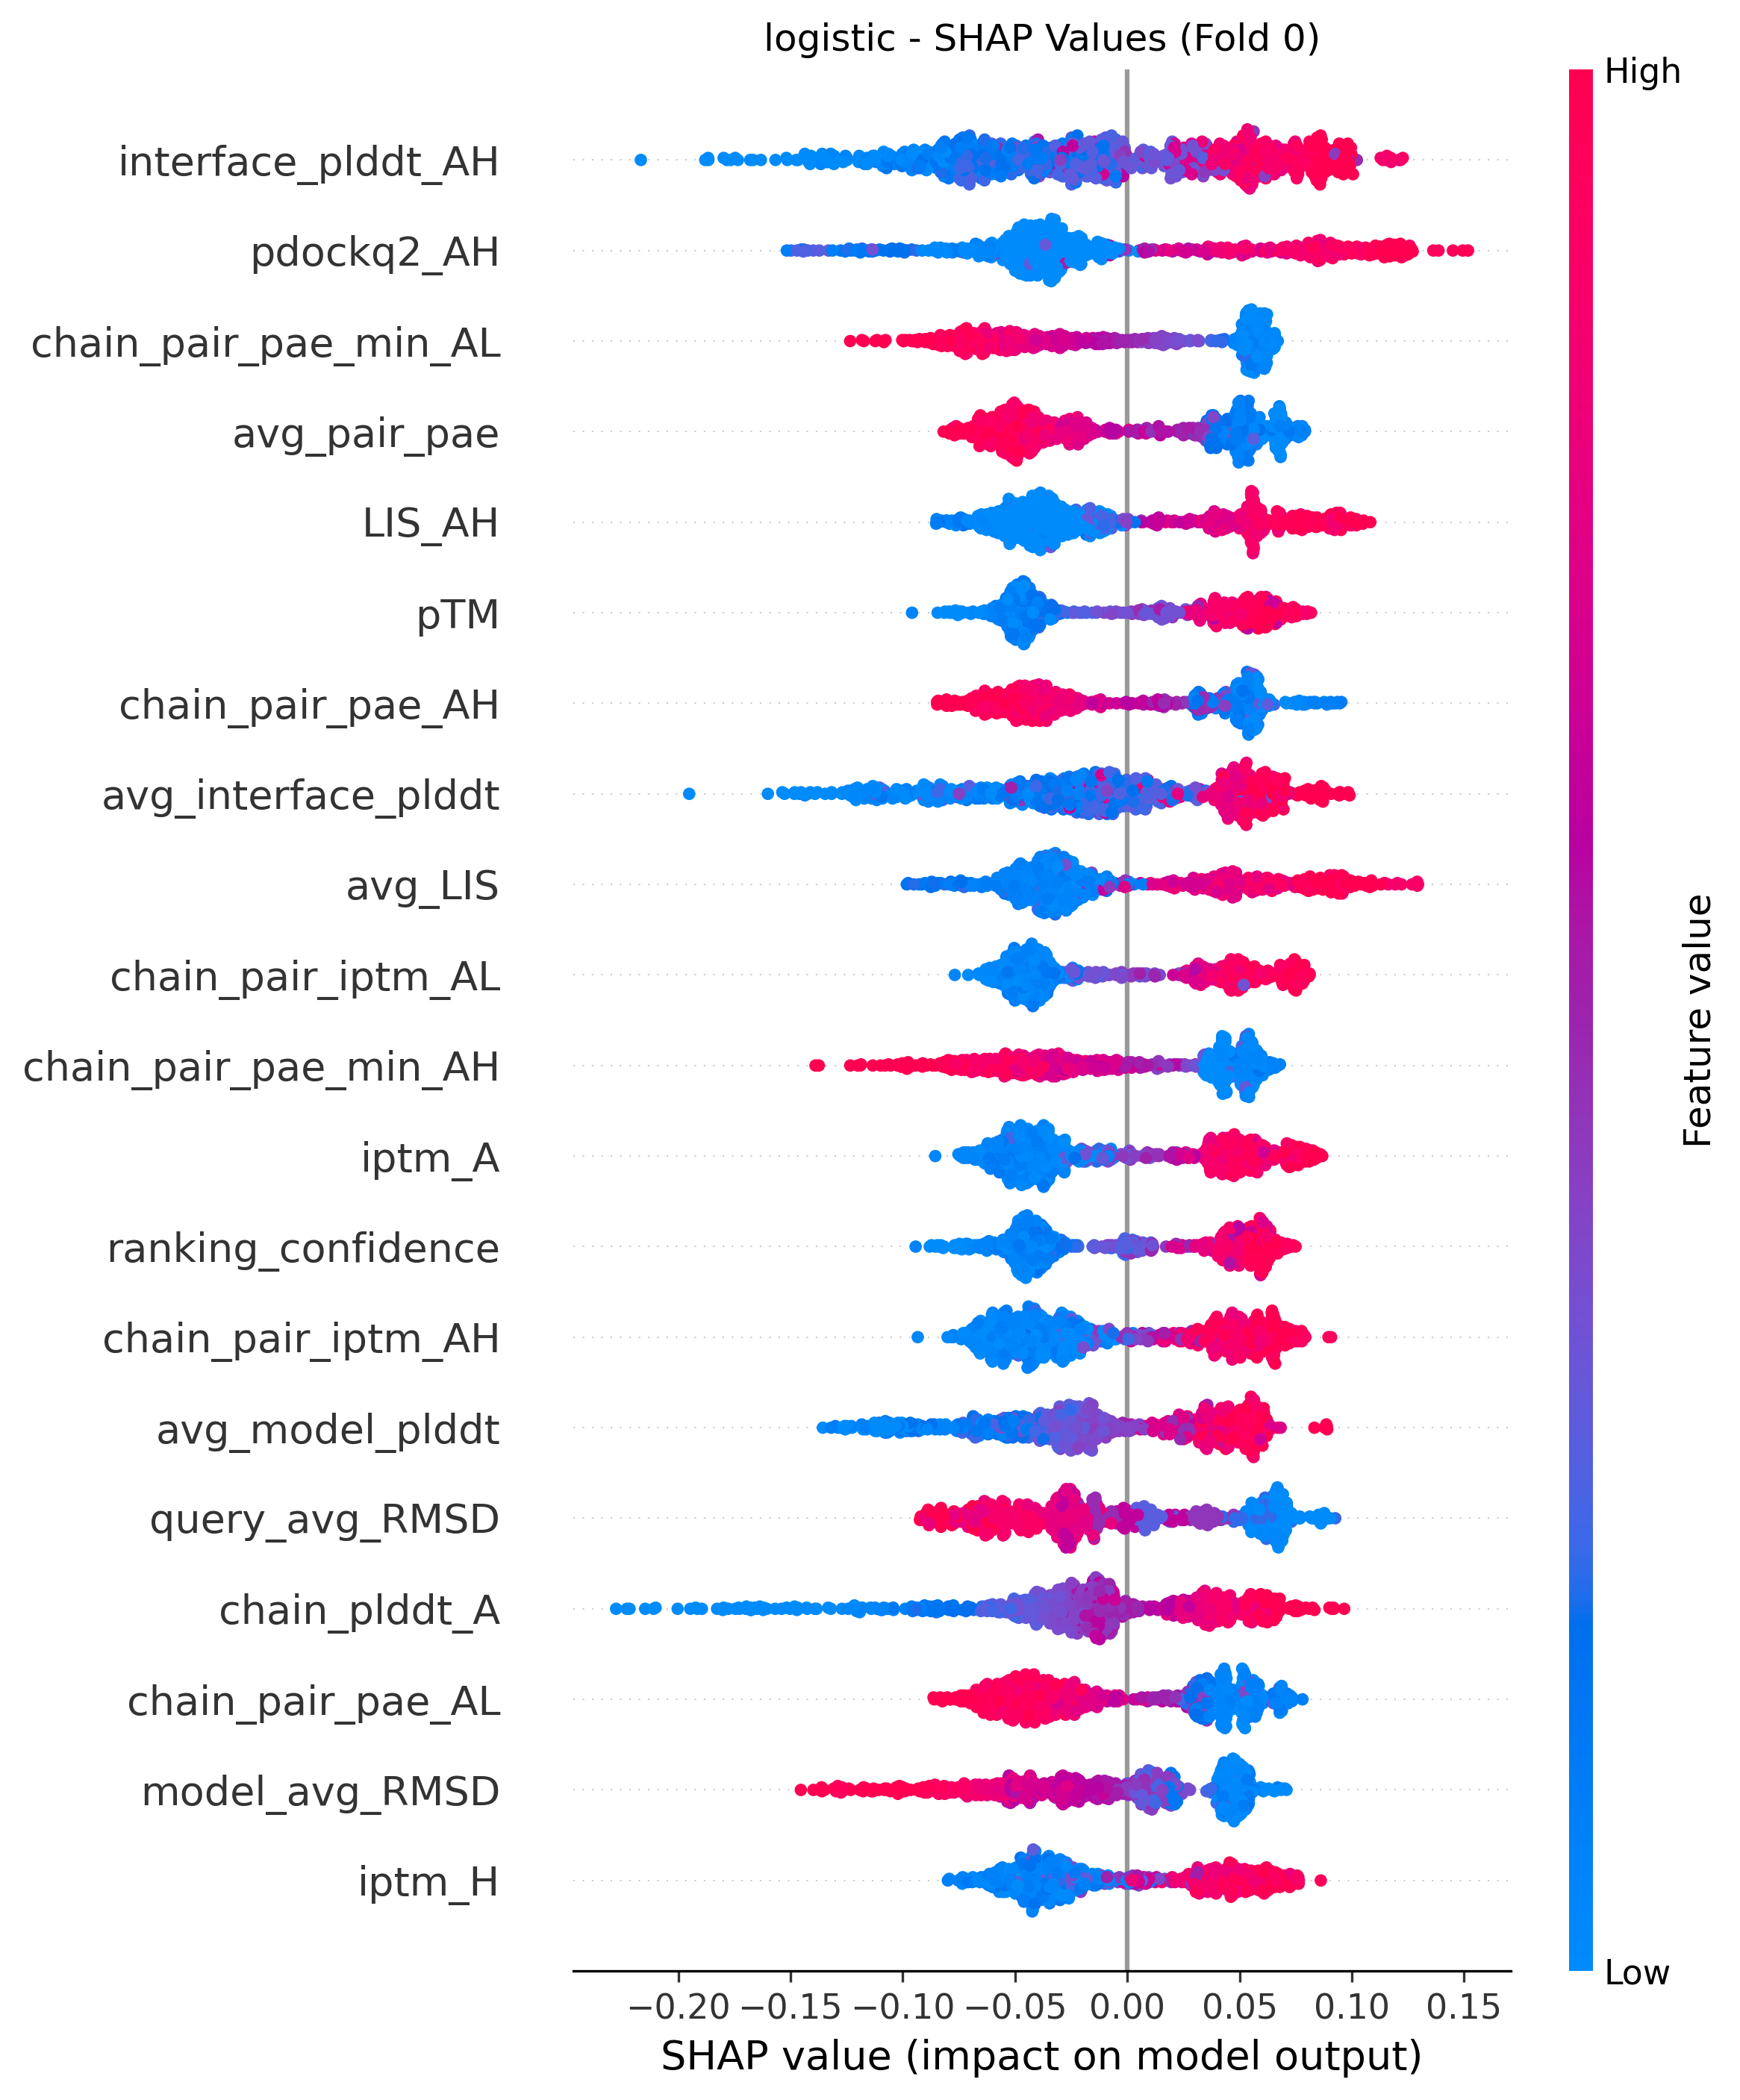 logistic - SHAP Values (Fold 0)
High
interface_plddt_AH
pdockq2_AH
chain_pair_pae_min_AL
avg_pair_pae
LIS_AH
pTM
chain_pair_pae_AH
avg_interface_plddt
avg_LIS
chain_pair_iptm_AL
chain_pair_pae_min_AH
iptm_A
ranking_confidence
chain_pair_iptm_AH
avg_model_plddt
query_avg_RMSD
chain_plddt_A
chain_pair_pae_AL
model_avg_RMSD
iptm_H
Feature value
Low
−0.20 −0.15 −0.10 −0.05 0.00 0.05 0.10 0.15
SHAP value (impact on model output)